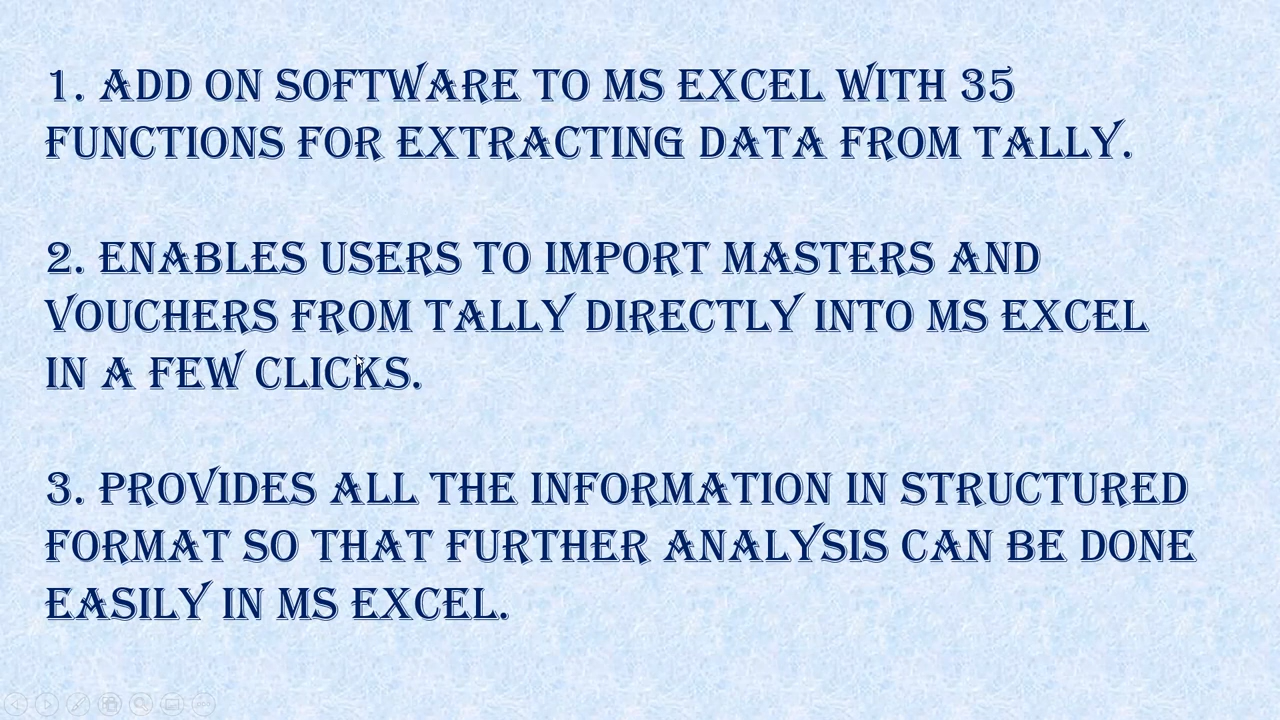 1. ADD ON SOFTWARE TO MS EXCEL WITH 35
FUNCTIONS FOR EXTRACTING DATA FROM TALLY.
2. ENABLES USERS TO IMPORT MASTERS AND
VOUCHERS FROM TALLY DIRECTLY INTO MS EXCEL
IN A FEW CLICKS.
3. PROVIDES ALL THE INFORMATION IN STRUCTURED
FORMAT SO THAT FURTHER ANALYSIS CAN BE DONE
EASILY IN MS EXCEL.